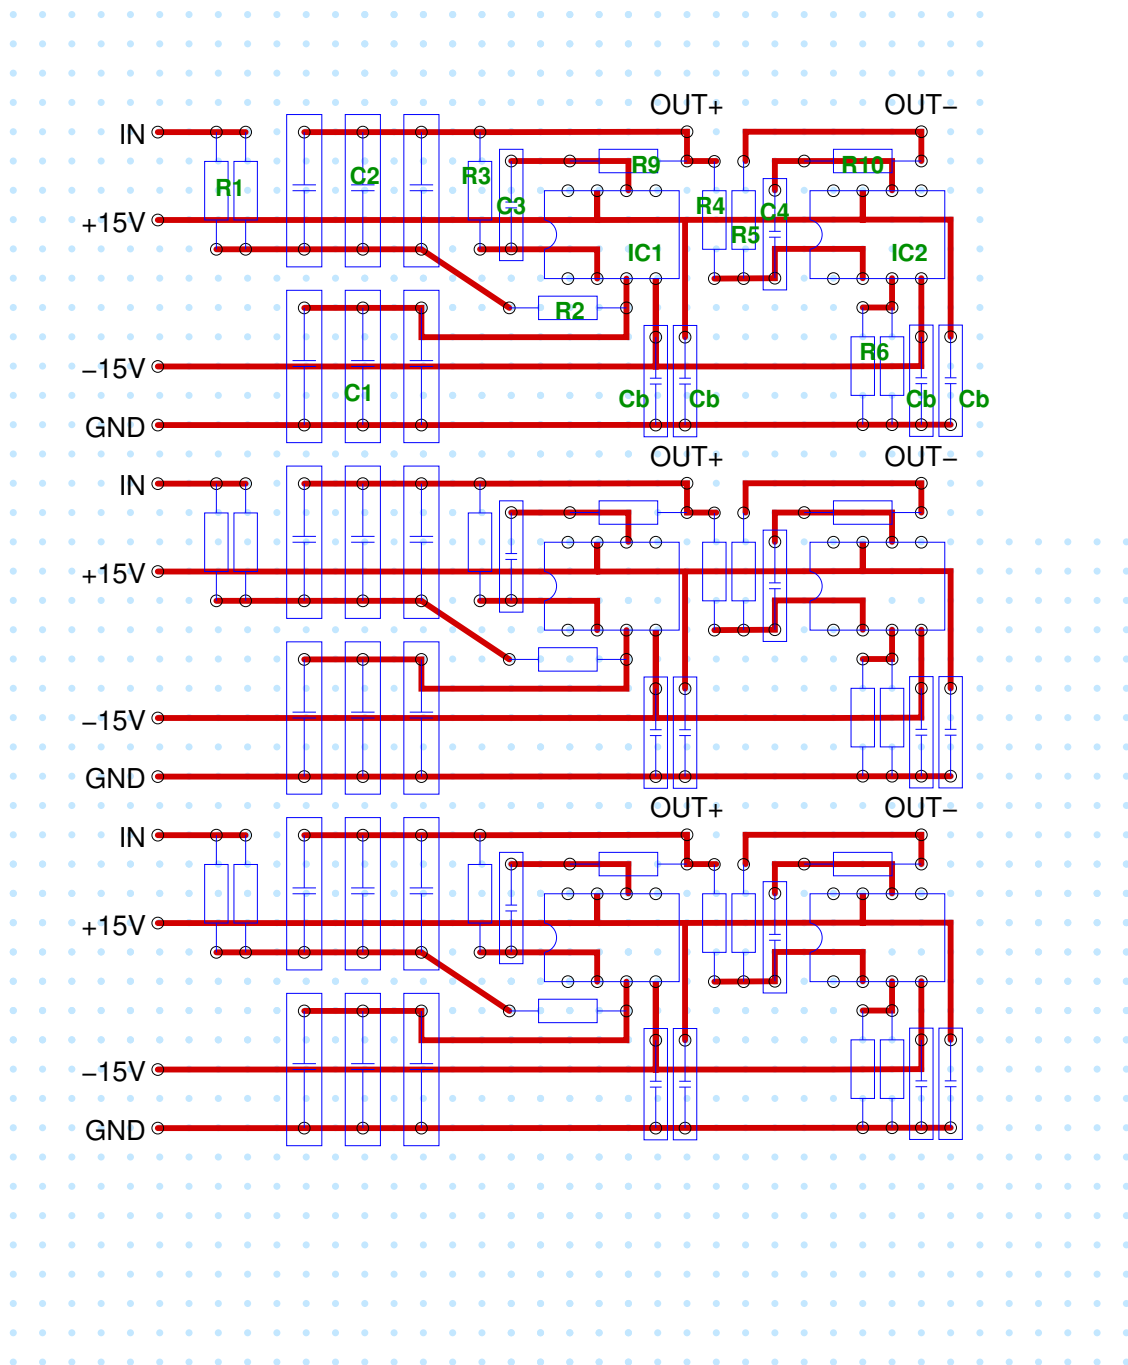 OUT+ OUT−
IN
R9 R10
C2 R3
R1
C3 R4 C4
+15V
R5
IC1 IC2
R2
R6
−15V
C1
Cb Cb Cb Cb
GND
OUT+ OUT−
IN
+15V
−15V
GND
OUT+ OUT−
IN
+15V
−15V
GND